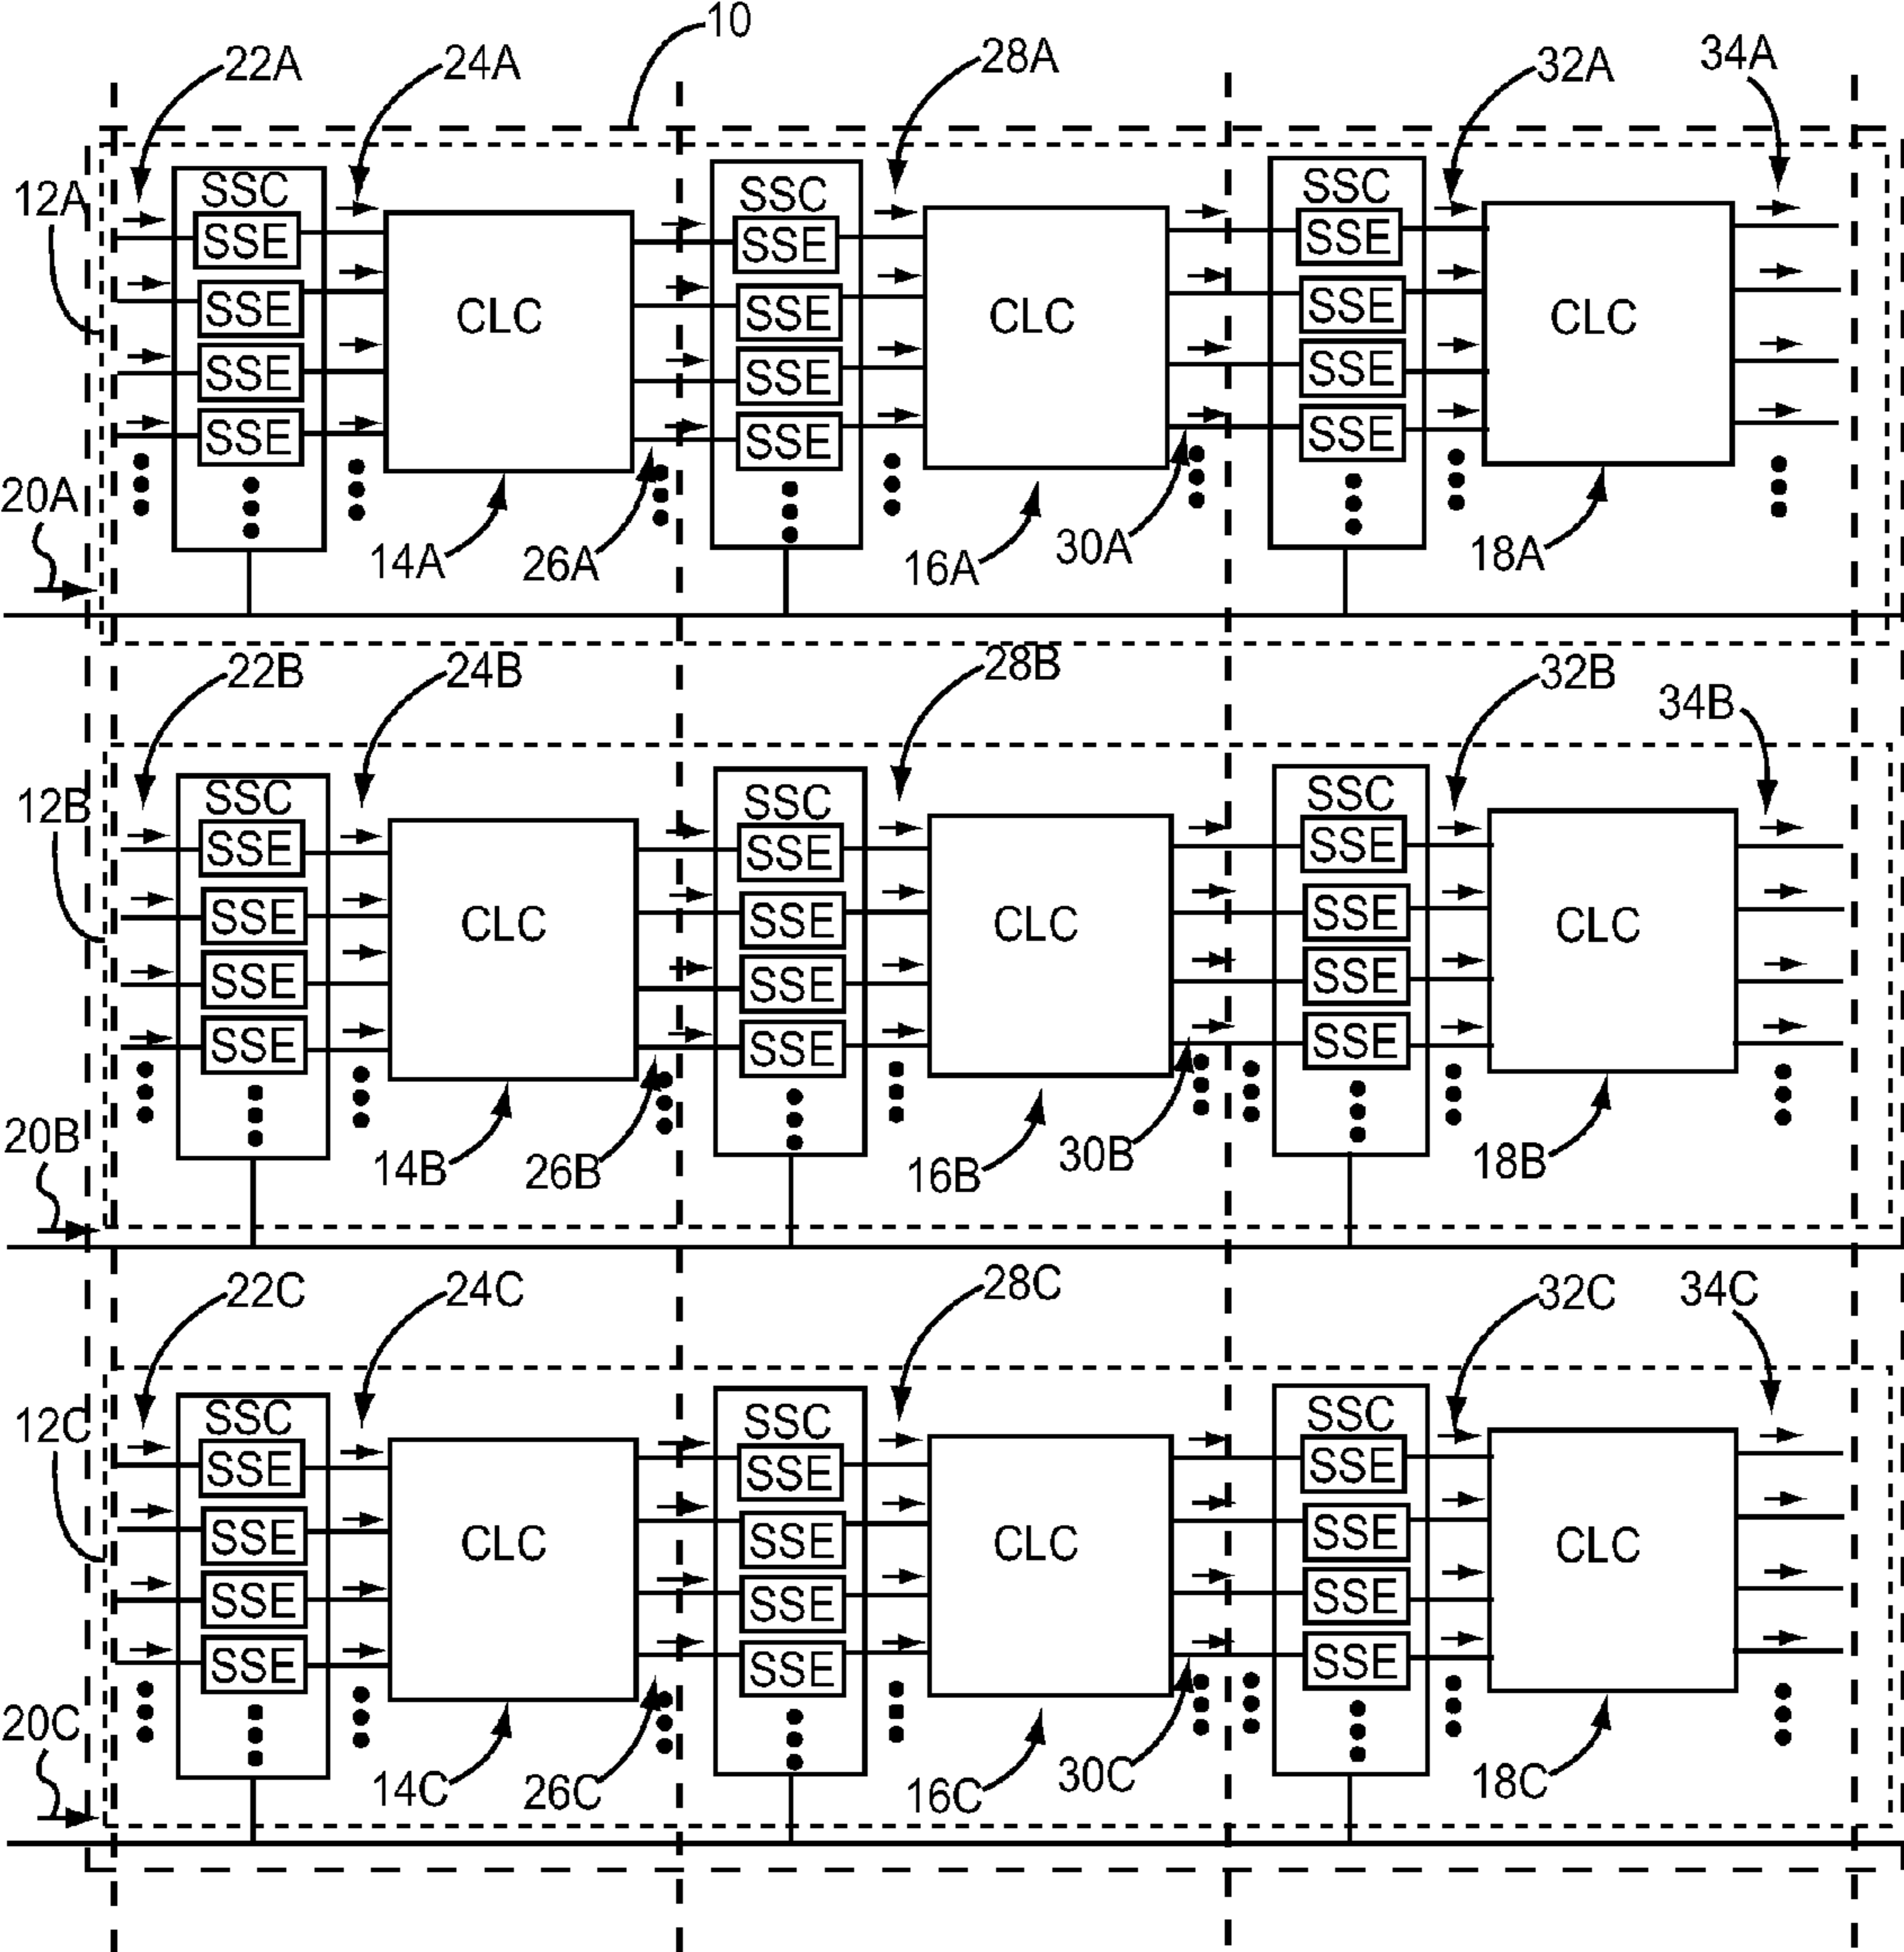 10
22A 24A 28A 32A 34A
12A SSC SSC SSC
SSE SSE SSE
SSE SSE SSE
CLC CLC CLC
SSE SSE SSE
SSE SSE SSE
20A
14A 26A 16A 30A 18A
22B 24B 28B 32B 34B
12B SSC SSC SSC
SSE SSE SSE
SSE SSE SSE
CLC CLC CLC
SSE SSE SSE
SSE SSE SSE
20B
14B 26B 16B 30B 18B
22C 24C 28C 32C 34C
12C SSC SSC SSC
SSE SSE SSE
SSE SSE SSE
CLC CLC CLC
SSE SSE SSE
SSE SSE SSE
20C
14C 26C 16C 30C 18C